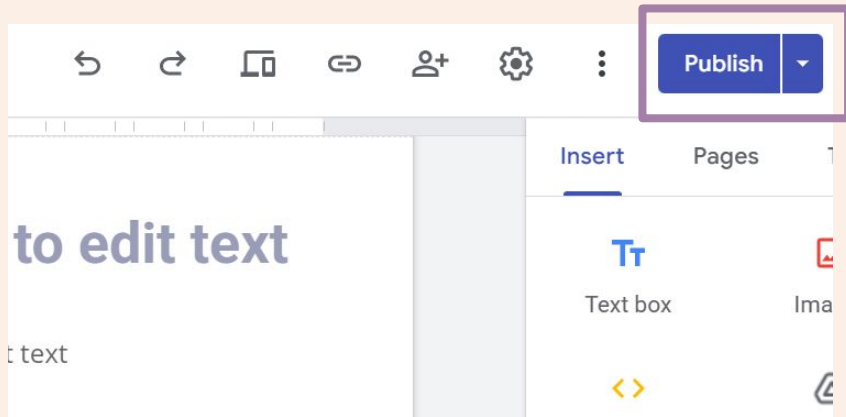 Publish
Insert Pages
to edit text
Text box Ima
t text